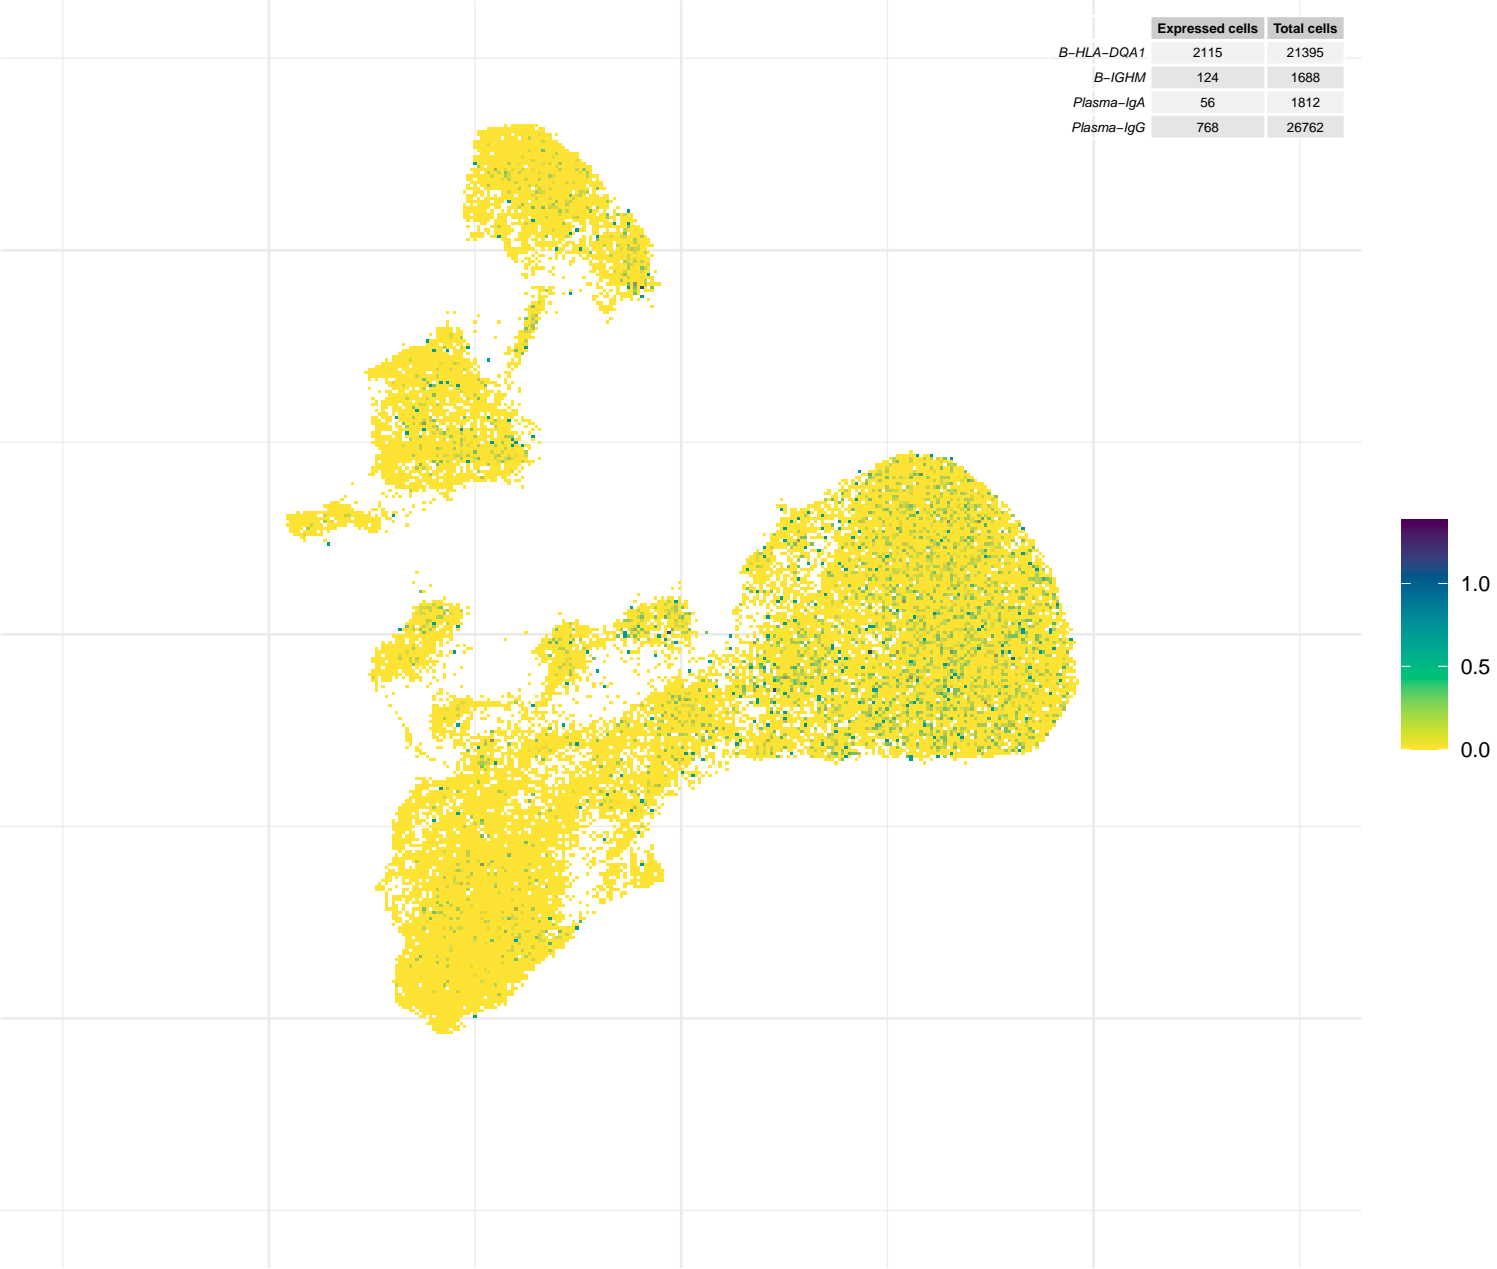 Expressed cells Total cells
B−HLA−DQA1 2115 21395
B−IGHM 124 1688
Plasma−IgA 56 1812
Plasma−IgG 768 26762
1.0
0.5
0.0